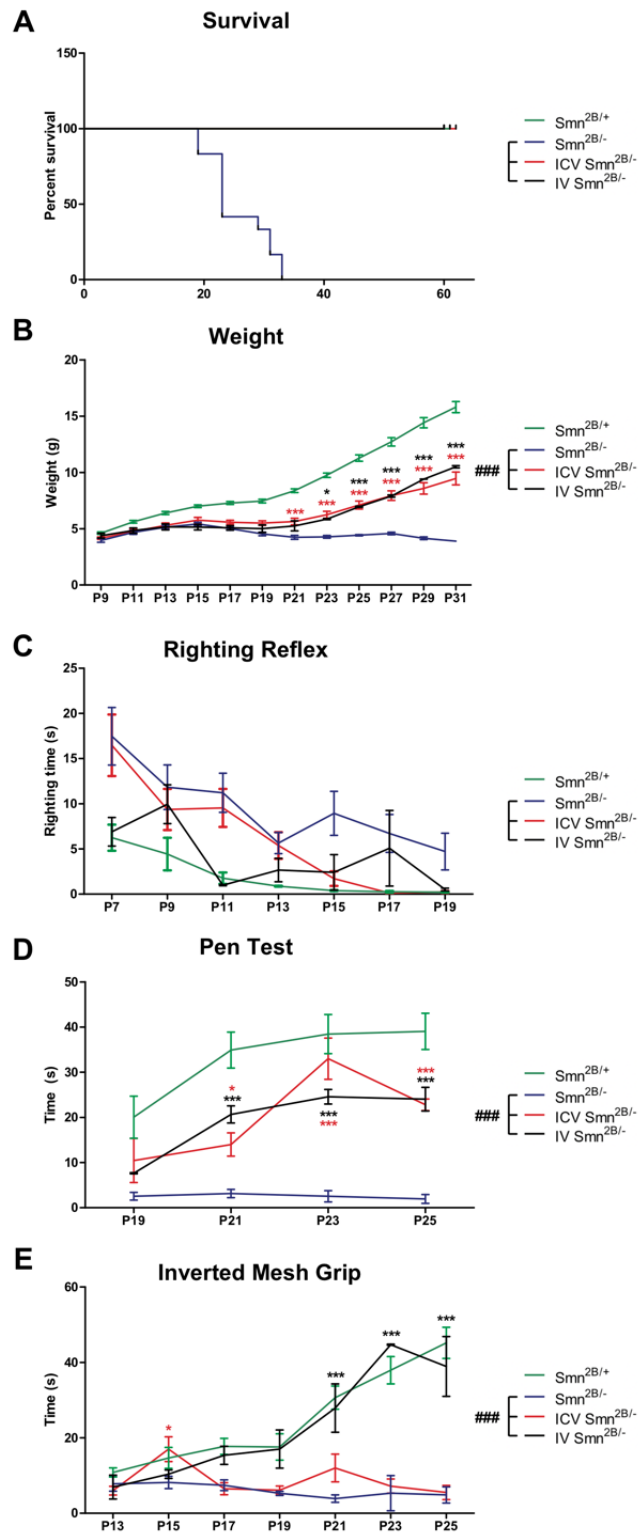 A Survival
Percent survival
150
100
50
0
0 20 40 60
Smn2B/+
Smn2B/-
ICV Smn2B/-
IV Smn2B/-
B Weight
Weight (g)
20
15
10
5
0
*** * *** *** *** ***
*** *** *** *** ***
P9 P11 P13 P15 P17 P19 P21 P23 P25 P27 P29 P31
Smn2B/+
###
Smn2B/-
ICV Smn2B/-
IV Smn2B/-
C Righting Reflex
Righting time (s)
25
20
15
10
5
0
P7 P9 P11 P13 P15 P17 P19
Smn2B/+
Smn2B/-
ICV Smn2B/-
IV Smn2B/-
D Pen Test
Time (s)
50
40
30
20
10
0
* ***
*** ***
***
***
P19 P21 P23 P25
Smn2B/+
###
Smn2B/-
ICV Smn2B/-
IV Smn2B/-
E Inverted Mesh Grip
Time (s)
60
40
20
0
* *** *** ***
P13 P15 P17 P19 P21 P23 P25
Smn2B/+
###
Smn2B/-
ICV Smn2B/-
IV Smn2B/-